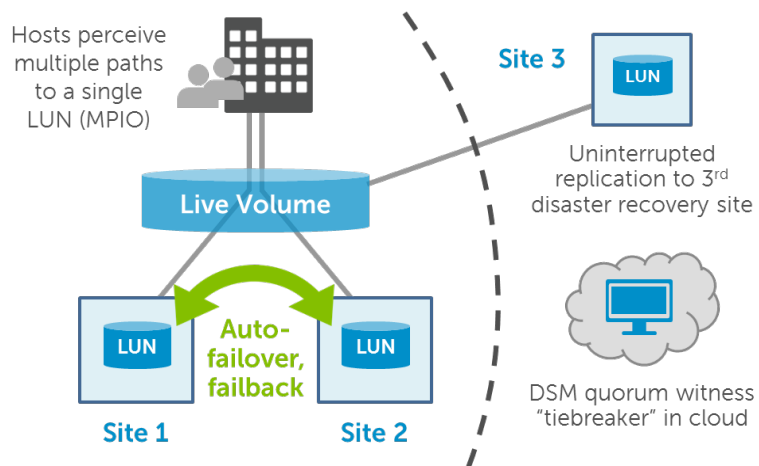 Hosts perceive
multiple paths
to a single
LUN (MPIO)
Site 3
LUN
Uninterrupted
replication to 3rd
disaster recovery site
Live Volume
LUN
Auto-
failover,
failback
LUN
Site 1
Site 2
DSM quorum witness
“tiebreaker” in cloud